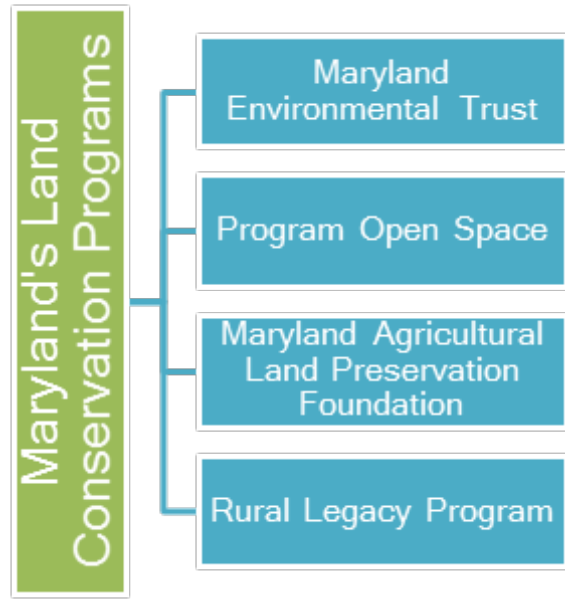 Maryland's Land
Conservation Programs
Maryland
Environmental Trust
Program Open Space
Maryland Agricultural
Land Preservation
Foundation
Rural Legacy Program